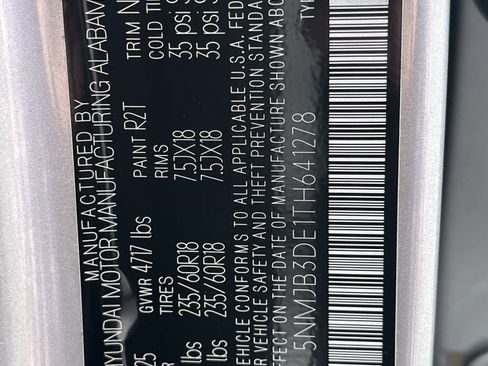 MANUFACTURED BY
HYUNDAI MOTOR MANUFACTURING ALABAMA
25 GVWR 4717 lbs PAINT R2T TRIM N
TIRES RIMS COLD TI
lbs 235/60R18 7.5JX18 35 psi
lbs 235/60R18 7.5JX18 35 psi
VEHICLE CONFORMS TO ALL APPLICABLE U.S.A. FED
VEHICLE SAFETY AND THEFT PREVENTION STANDA
EFFECT ON THE DATE OF MANUFACTURE SHOWN ABO
5NMJB3DE1TH641278 TYP